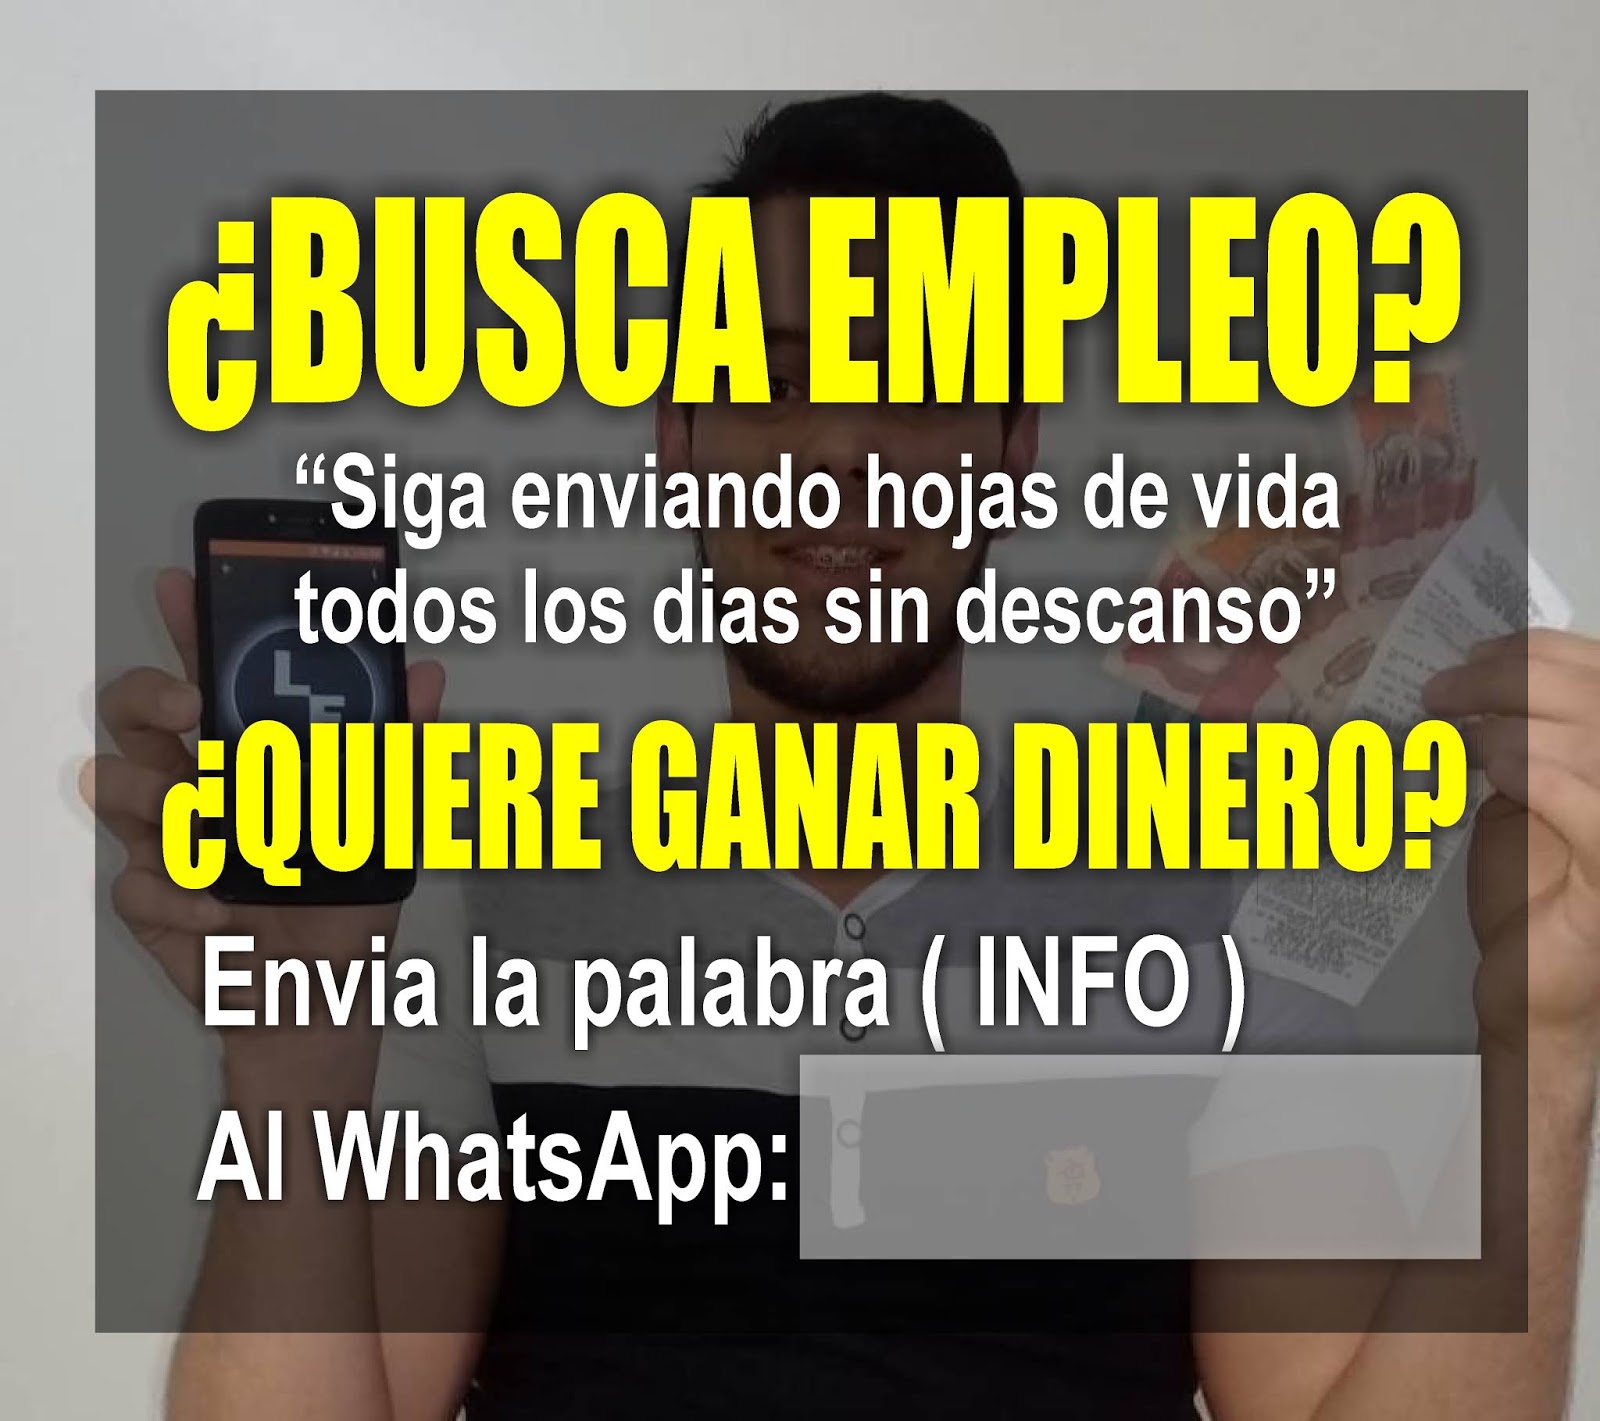 ¿BUSCA EMPLEO?
“Siga enviando hojas de vida
todos los dias sin descanso”
¿QUIERE GANAR DINERO?
Envia la palabra ( INFO )
Al WhatsApp:
LE